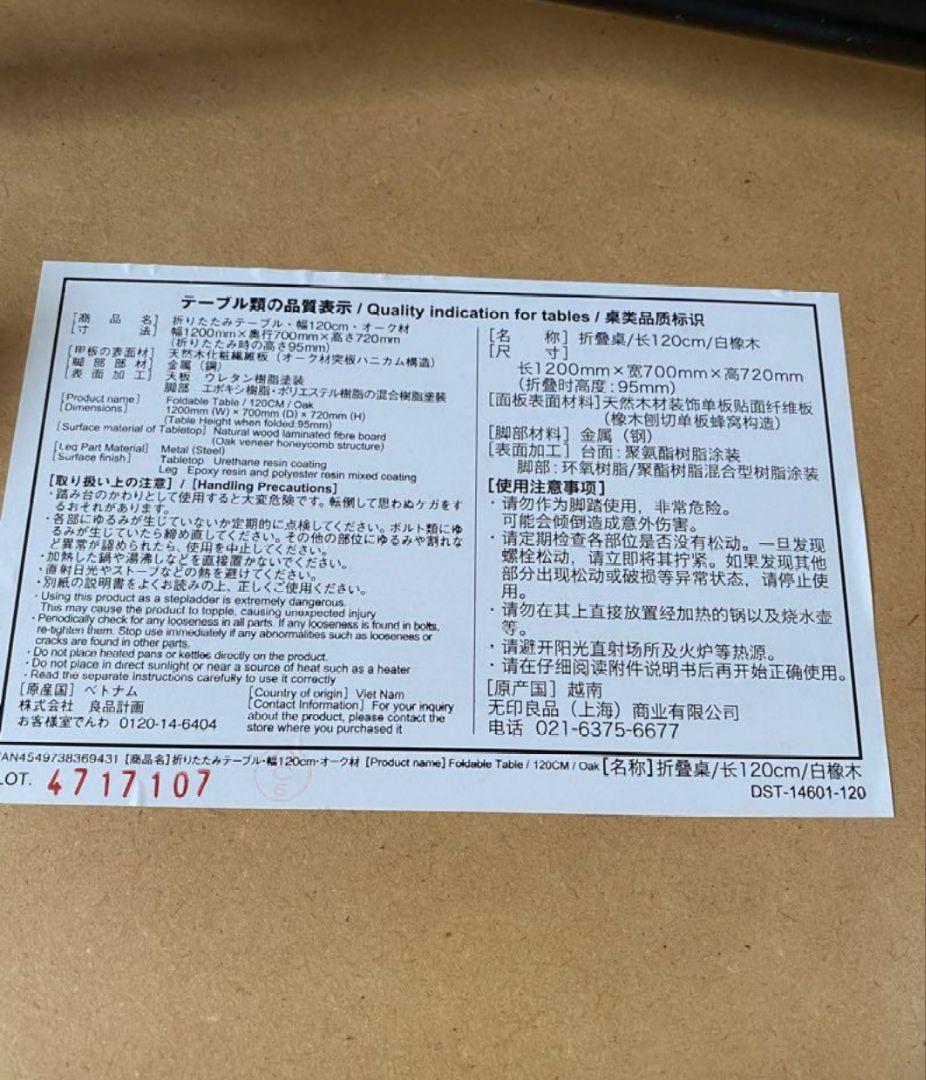 テーブル類の品質表示 / Quality indication for tables / 桌类品质标识
[商品名] 折りたたみテーブル・幅120cm・オーク材
[寸法] 幅1200mm×奥行700mm×高さ720mm
(折りたたみ時の高さ95mm)
[甲板の表面材] 天然木化粧繊維板(オーク材突板ハニカム構造)
[脚部部材] 金属(鋼)
[表面加工] 天板 ウレタン樹脂塗装
脚部 エポキシ樹脂・ポリエステル樹脂の混合樹脂塗装
[Product name] Foldable Table / 120CM / Oak
[Dimensions] 1200mm (W) × 700mm (D) × 720mm (H)
(Table Height when folded 95mm)
[Surface material of Tabletop] Natural wood laminated fibre board
(Oak veneer honeycomb structure)
[Leg Part Material] Metal (Steel)
[Surface finish] Tabletop Urethane resin coating
Leg Epoxy resin and polyester resin mixed coating
[取り扱い上の注意] / [Handling Precautions]
・踏み台のかわりとして使用すると大変危険です。転倒して思わぬケガをす
るおそれがあります。
・各部にゆるみが生じていないか定期的に点検してください。ボルト類にゆ
るみが生じていたら締め直してください。その他の部位にゆるみや割れな
ど異常が認められたら、使用を中止してください。
・加熱した鍋や湯沸しなどを直接置かないでください。
・直射日光やストーブなどの熱を避けてください。
・別紙の説明書をよくお読みの上、正しくご使用ください。
・Using this product as a stepladder is extremely dangerous.
This may cause the product to topple, causing unexpected injury
・Periodically check for any looseness in all parts. If any looseness is found in bolts,
re-tighten them. Stop use immediately if any abnormalities such as looseness or
cracks are found in other parts.
・Do not place heated pans or kettles directly on the product.
・Do not place in direct sunlight or near a source of heat such as a heater
・Read the separate instructions carefully to use it correctly
[原産国] ベトナム
株式会社 良品計画
お客様室でんわ 0120-14-6404
[Country of origin] Viet Nam
[Contact Information] For your inquiry
about the product, please contact the
store where you purchased it
[名称] 折叠桌/长120cm/白橡木
[尺寸]
长1200mm×宽700mm×高720mm
(折叠时高度:95mm)
[面板表面材料]天然木材装饰单板贴面纤维板
(橡木刨切单板蜂窝构造)
[脚部材料] 金属(钢)
[表面加工] 台面:聚氨酯树脂涂装
脚部:环氧树脂/聚酯树脂混合型树脂涂装
[使用注意事项]
・请勿作为脚踏使用,非常危险。
可能会倾倒造成意外伤害。
・请定期检查各部位是否没有松动。一旦发现
螺栓松动,请立即将其拧紧。如果发现其他
部分出现松动或破损等异常状态,请停止使
用。
・请勿在其上直接放置经加热的锅以及烧水壶
等。
・请避开阳光直射场所及火炉等热源。
・请在仔细阅读附件说明书后再开始正确使用。
[原产国] 越南
无印良品(上海)商业有限公司
电话 021-6375-6677
AN4549738369431 [商品名]折りたたみテーブル・幅120cm・オーク材 [Product name] Foldable Table / 120CM / Oak [名称]折叠桌/长120cm/白橡木
LOT. 4717107
DST-14601-120